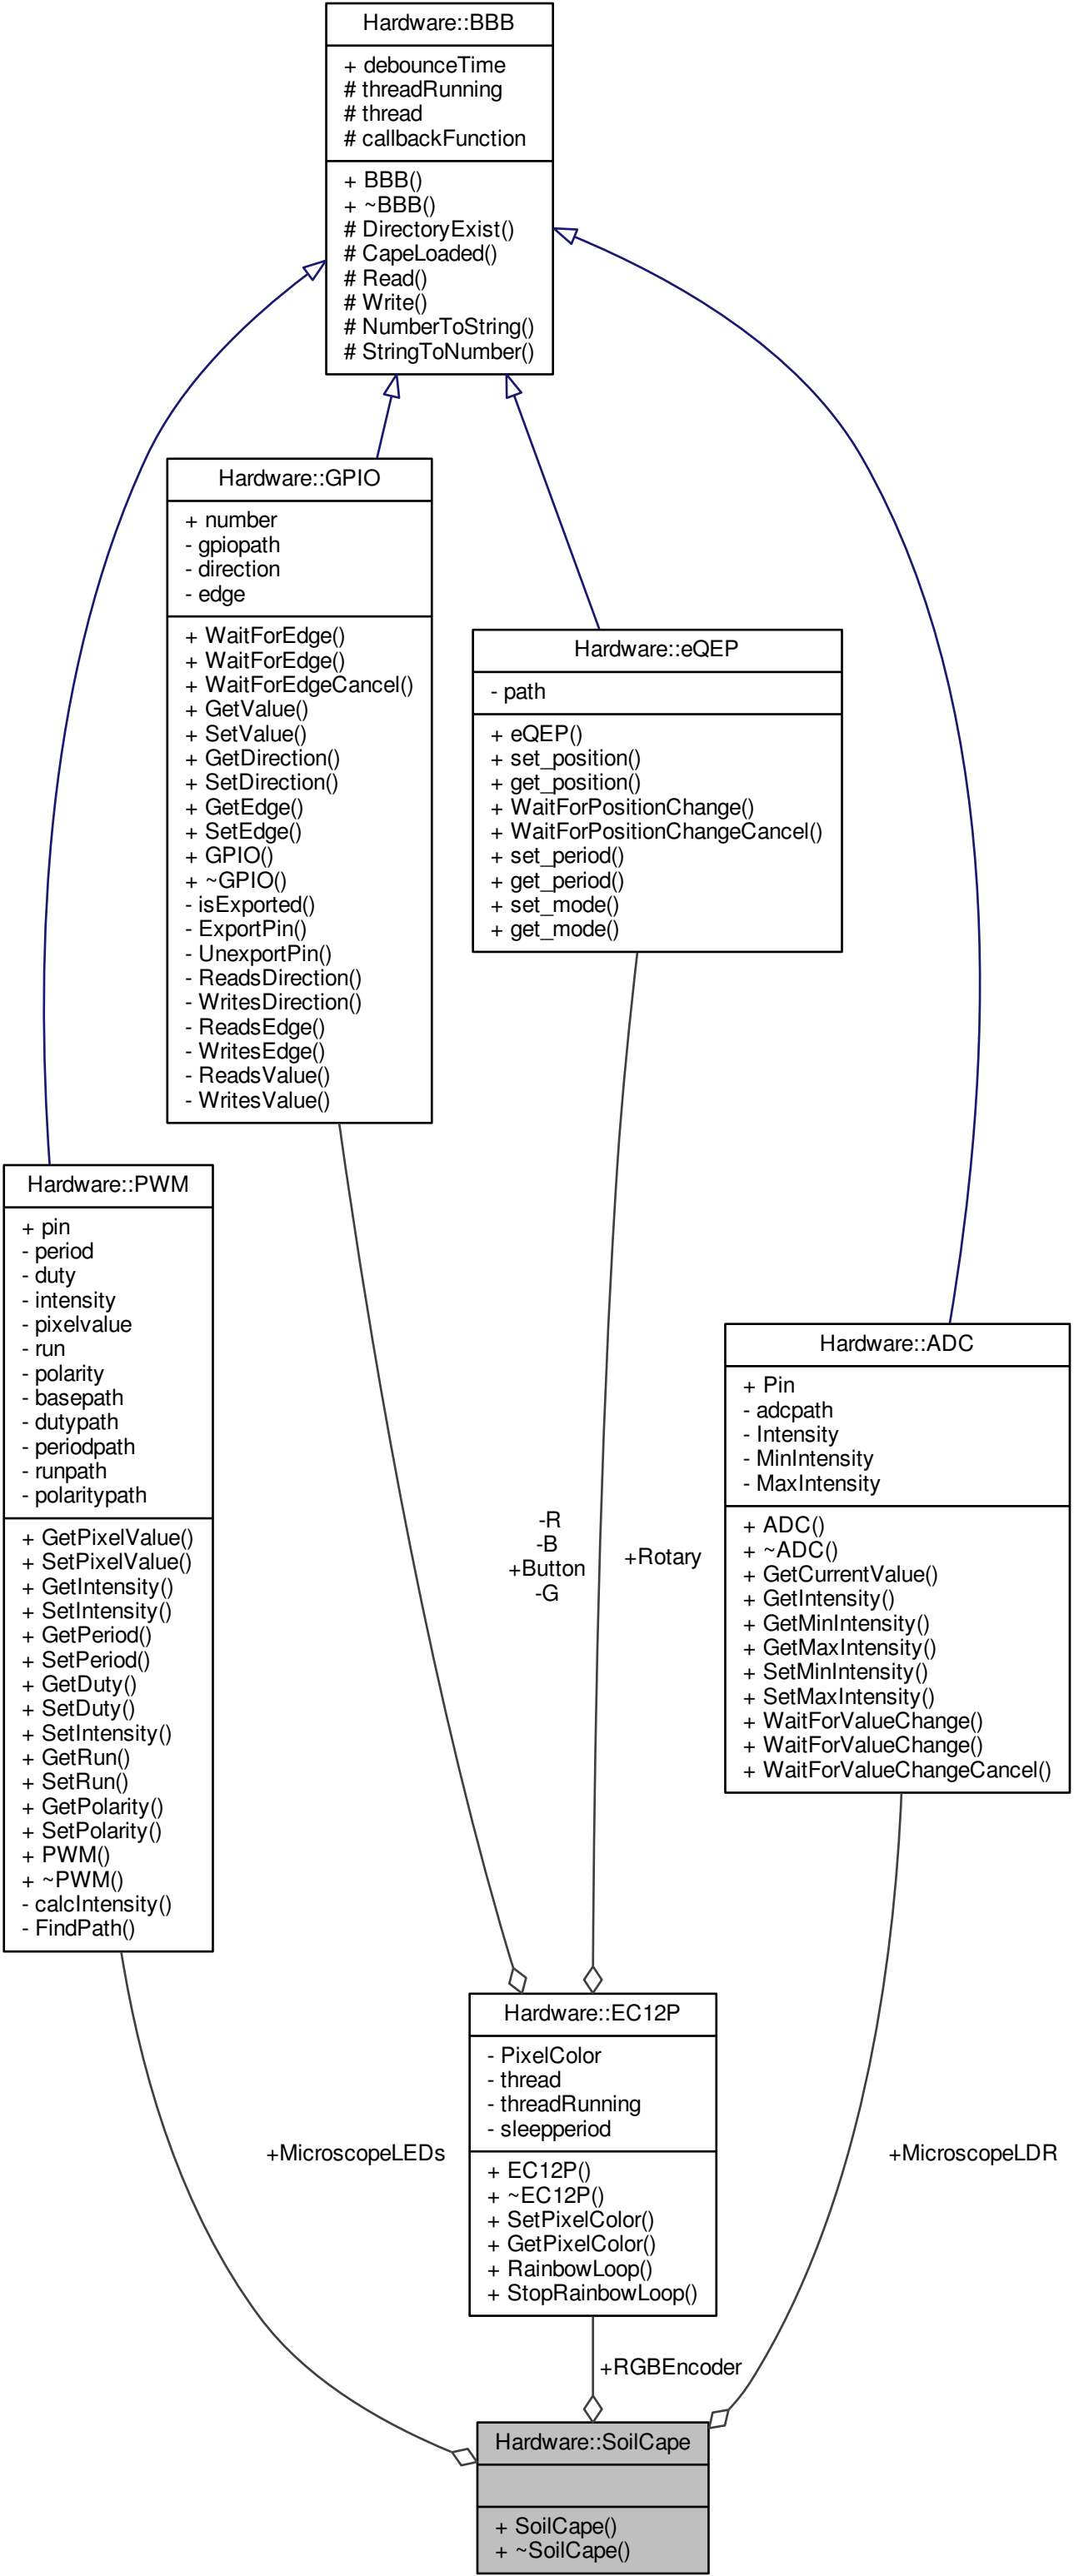 Hardware::BBB
+ debounceTime
# threadRunning
# thread
# callbackFunction
+ BBB()
+ ~BBB()
# DirectoryExist()
# CapeLoaded()
# Read()
# Write()
# NumberToString()
# StringToNumber()
Hardware::GPIO
+ number
- gpiopath
- direction
- edge
+ WaitForEdge()
+ WaitForEdge()
+ WaitForEdgeCancel()
+ GetValue()
+ SetValue()
+ GetDirection()
+ SetDirection()
+ GetEdge()
+ SetEdge()
+ GPIO()
+ ~GPIO()
- isExported()
- ExportPin()
- UnexportPin()
- ReadsDirection()
- WritesDirection()
- ReadsEdge()
- WritesEdge()
- ReadsValue()
- WritesValue()
Hardware::eQEP
- path
+ eQEP()
+ set_position()
+ get_position()
+ WaitForPositionChange()
+ WaitForPositionChangeCancel()
+ set_period()
+ get_period()
+ set_mode()
+ get_mode()
Hardware::PWM
+ pin
- period
- duty
- intensity
- pixelvalue
- run
- polarity
- basepath
- dutypath
- periodpath
- runpath
- polaritypath
+ GetPixelValue()
+ SetPixelValue()
+ GetIntensity()
+ SetIntensity()
+ GetPeriod()
+ SetPeriod()
+ GetDuty()
+ SetDuty()
+ SetIntensity()
+ GetRun()
+ SetRun()
+ GetPolarity()
+ SetPolarity()
+ PWM()
+ ~PWM()
- calcIntensity()
- FindPath()
Hardware::ADC
+ Pin
- adcpath
- Intensity
- MinIntensity
- MaxIntensity
+ ADC()
+ ~ADC()
+ GetCurrentValue()
+ GetIntensity()
+ GetMinIntensity()
+ GetMaxIntensity()
+ SetMinIntensity()
+ SetMaxIntensity()
+ WaitForValueChange()
+ WaitForValueChange()
+ WaitForValueChangeCancel()
-R
-B
+Button
-G
+Rotary
Hardware::EC12P
- PixelColor
- thread
- threadRunning
- sleepperiod
+ EC12P()
+ ~EC12P()
+ SetPixelColor()
+ GetPixelColor()
+ RainbowLoop()
+ StopRainbowLoop()
+MicroscopeLEDs
+MicroscopeLDR
+RGBEncoder
Hardware::SoilCape
+ SoilCape()
+ ~SoilCape()